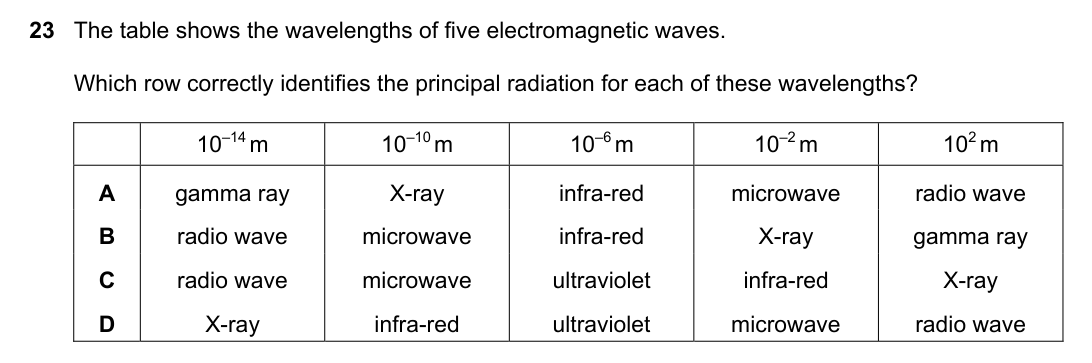 23 The table shows the wavelengths of five electromagnetic waves.
Which row correctly identifies the principal radiation for each of these wavelengths?
10⁻¹⁴ m 10⁻¹⁰ m 10⁻⁶ m 10⁻² m 10² m
A gamma ray X-ray infra-red microwave radio wave
B radio wave microwave infra-red X-ray gamma ray
C radio wave microwave ultraviolet infra-red X-ray
D X-ray infra-red ultraviolet microwave radio wave